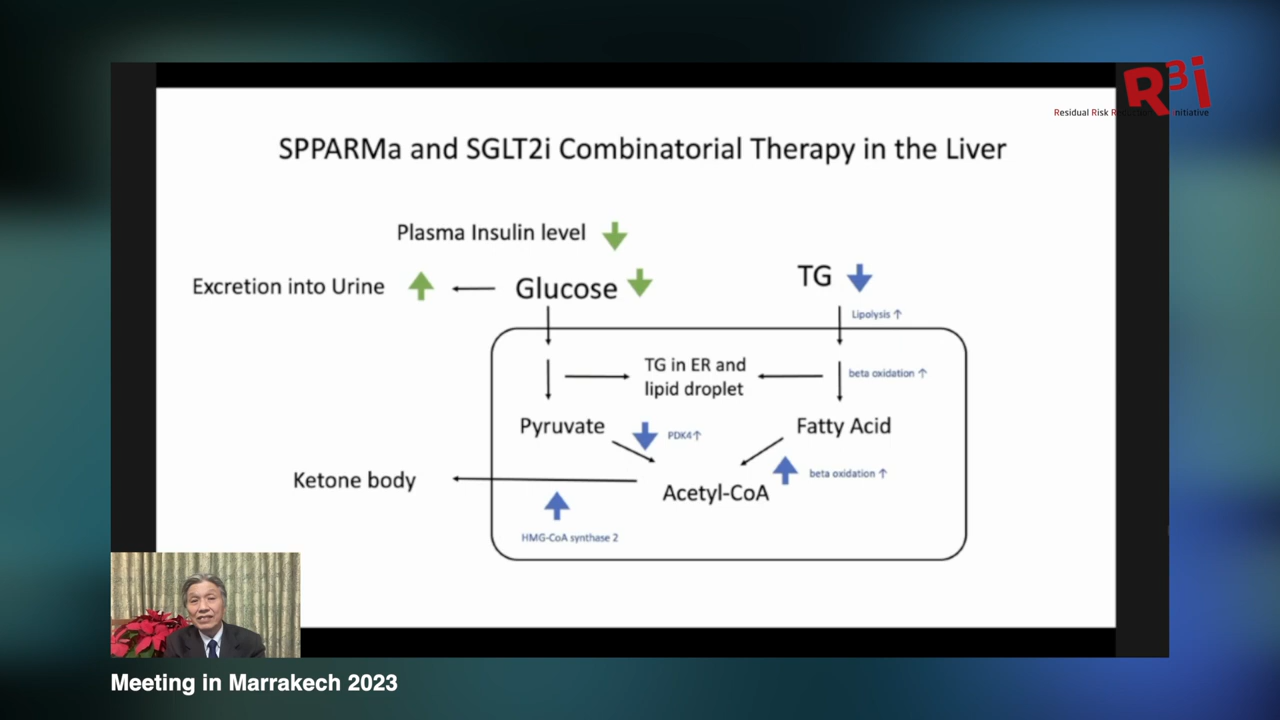 R3i
Residual Risk R
nitiative
SPPARMa and SGLT2i Combinatorial Therapy in the Liver
Plasma Insulin level
Excretion into Urine
Glucose
TG
Lipolysis ↑
TG in ER and
lipid droplet
beta oxidation ↑
Pyruvate
PDK4↑
Fatty Acid
Ketone body
Acetyl-CoA
beta oxidation ↑
HMG-CoA synthase 2
Meeting in Marrakech 2023